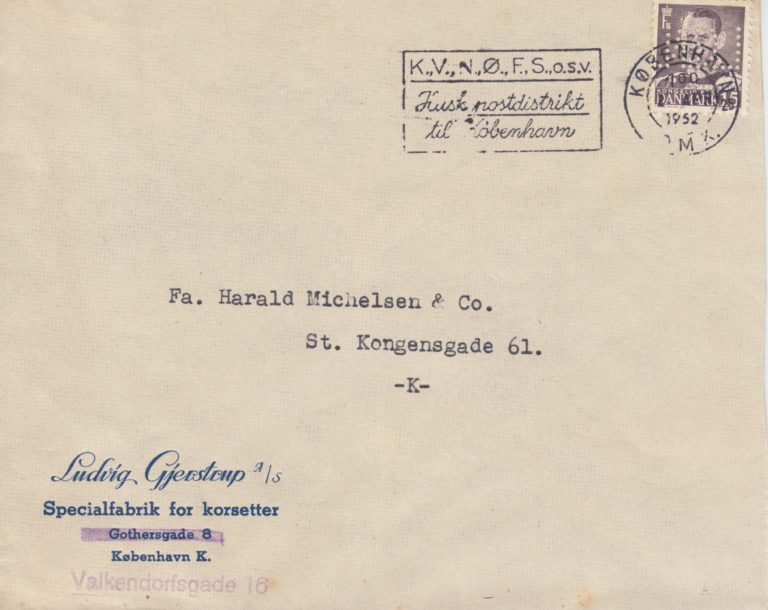 K., V., N., Ø., F., S., o.s.v.
Husk postdistrikt
til København
KØBENHAVN
1952
OMK.
DANMARK
Fa. Harald Michelsen & Co.
St. Kongensgade 61.
-K-
Ludvig Gjerstrup A/S
Specialfabrik for korsetter
Gothersgade 8
København K.
Valkendorfsgade 16